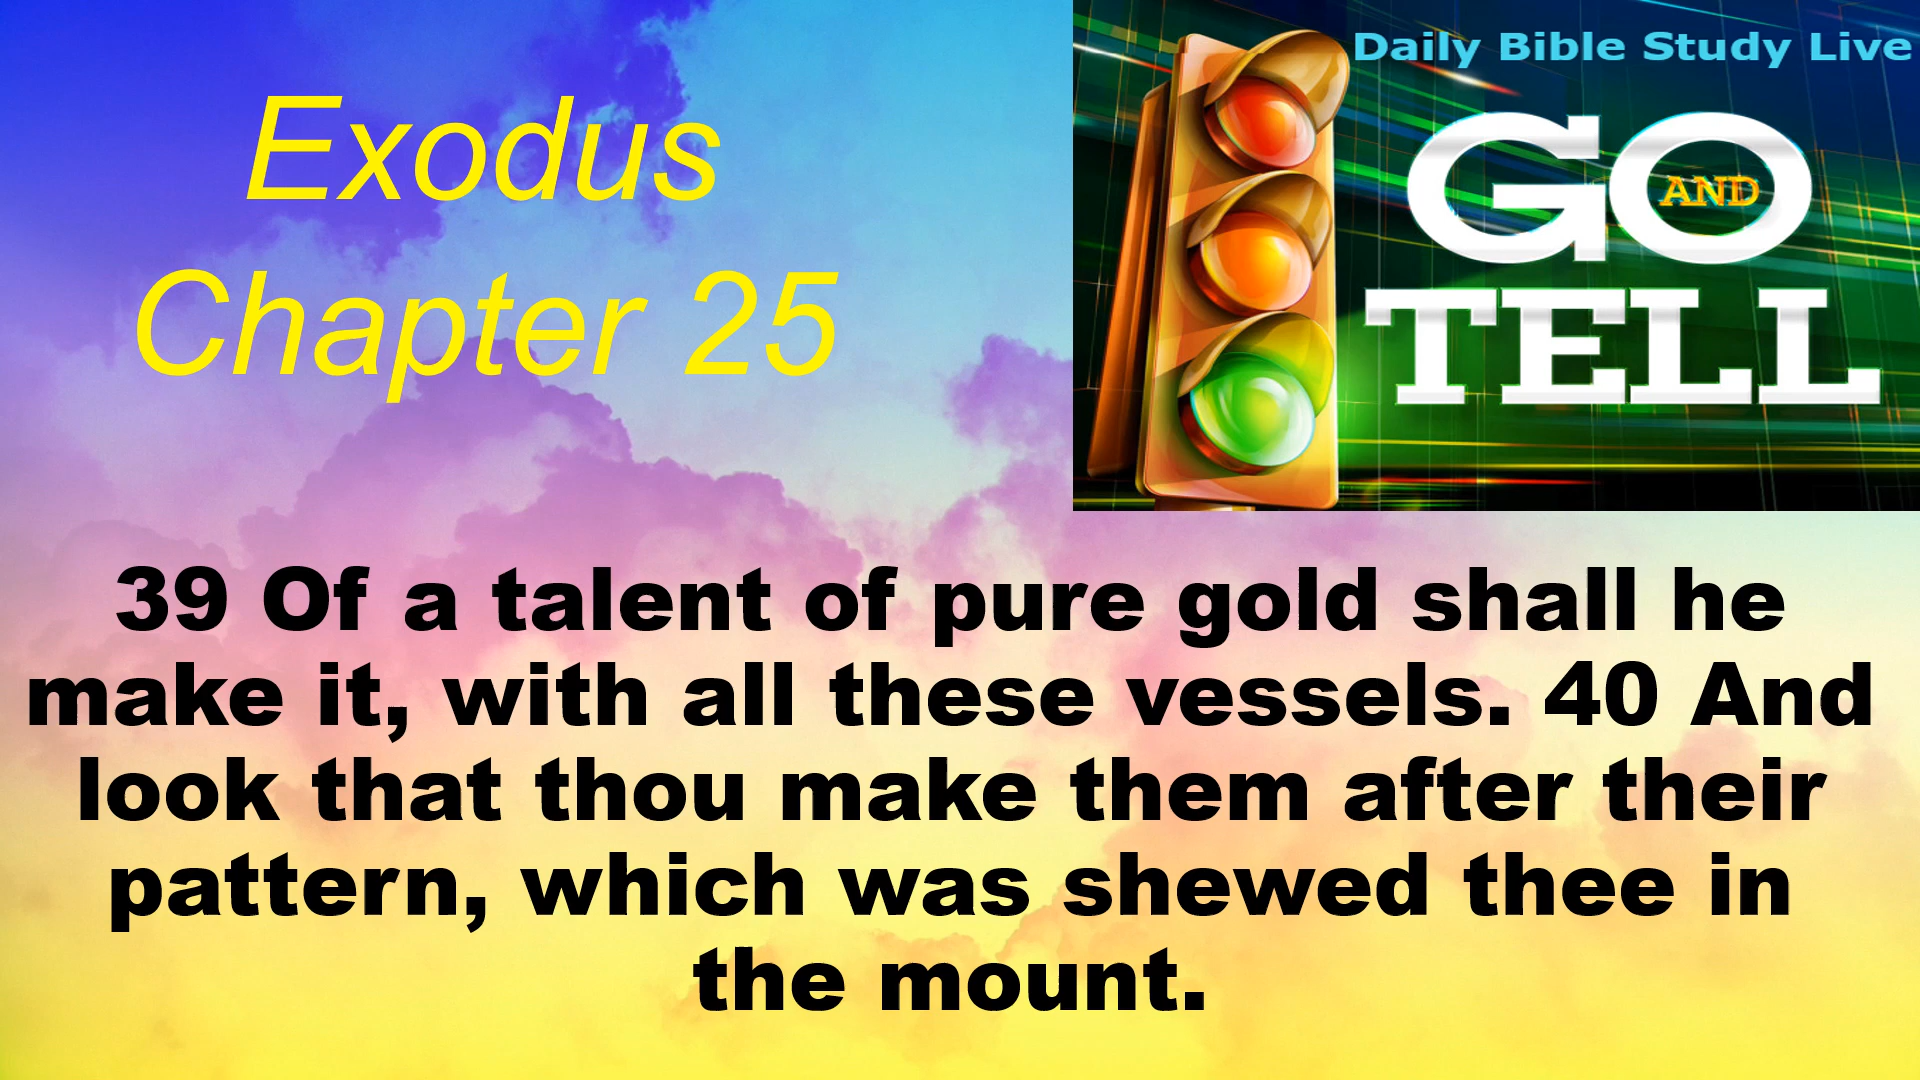 Exodus
Chapter 25
Daily Bible Study Live
GO
AND
TELL
39 Of a talent of pure gold shall he
make it, with all these vessels. 40 And
look that thou make them after their
pattern, which was shewed thee in
the mount.